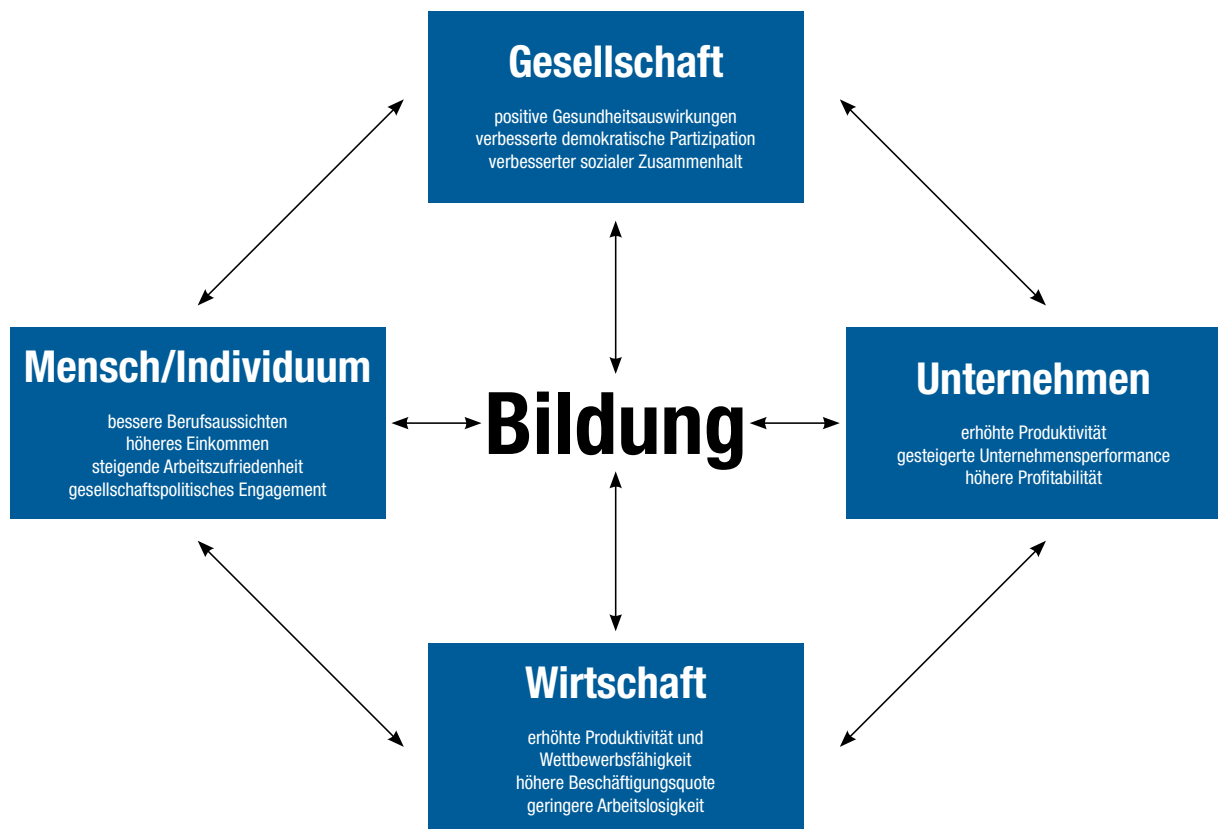 Gesellschaft
positive Gesundheitsauswirkungen
verbesserte demokratische Partizipation
verbesserter sozialer Zusammenhalt
Mensch/Individuum
bessere Berufsaussichten
höheres Einkommen
steigende Arbeitszufriedenheit
gesellschaftspolitisches Engagement
Bildung
Unternehmen
erhöhte Produktivität
gesteigerte Unternehmensperformance
höhere Profitabilität
Wirtschaft
erhöhte Produktivität und
Wettbewerbsfähigkeit
höhere Beschäftigungsquote
geringere Arbeitslosigkeit